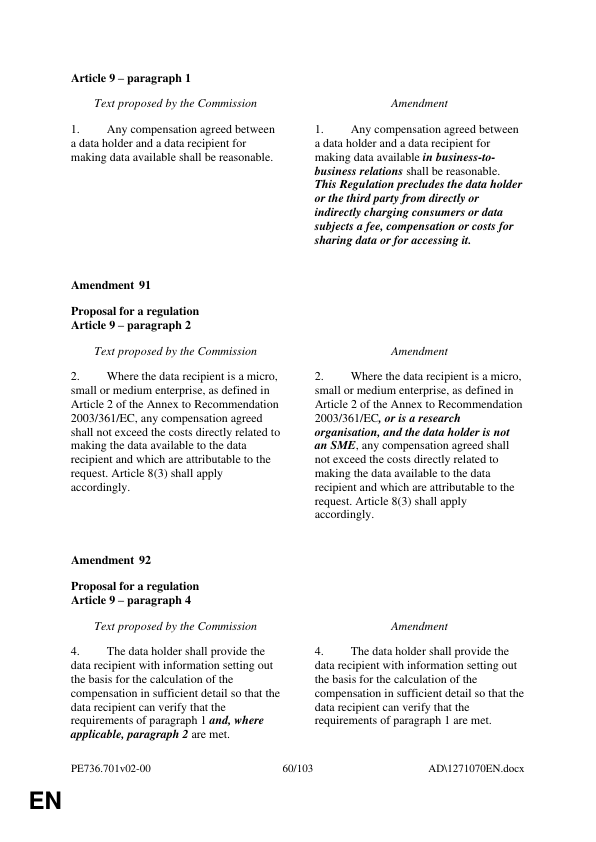 Article 9 – paragraph 1
Text proposed by the Commission
Amendment
1. Any compensation agreed between
a data holder and a data recipient for
making data available shall be reasonable.
1. Any compensation agreed between
a data holder and a data recipient for
making data available in business-to-
business relations shall be reasonable.
This Regulation precludes the data holder
or the third party from directly or
indirectly charging consumers or data
subjects a fee, compensation or costs for
sharing data or for accessing it.
Amendment 91
Proposal for a regulation
Article 9 – paragraph 2
Text proposed by the Commission
Amendment
2. Where the data recipient is a micro,
small or medium enterprise, as defined in
Article 2 of the Annex to Recommendation
2003/361/EC, any compensation agreed
shall not exceed the costs directly related to
making the data available to the data
recipient and which are attributable to the
request. Article 8(3) shall apply
accordingly.
2. Where the data recipient is a micro,
small or medium enterprise, as defined in
Article 2 of the Annex to Recommendation
2003/361/EC, or is a research
organisation, and the data holder is not
an SME, any compensation agreed shall
not exceed the costs directly related to
making the data available to the data
recipient and which are attributable to the
request. Article 8(3) shall apply
accordingly.
Amendment 92
Proposal for a regulation
Article 9 – paragraph 4
Text proposed by the Commission
Amendment
4. The data holder shall provide the
data recipient with information setting out
the basis for the calculation of the
compensation in sufficient detail so that the
data recipient can verify that the
requirements of paragraph 1 and, where
applicable, paragraph 2 are met.
4. The data holder shall provide the
data recipient with information setting out
the basis for the calculation of the
compensation in sufficient detail so that the
data recipient can verify that the
requirements of paragraph 1 are met.
PE736.701v02-00 60/103 AD\1271070EN.docx
EN